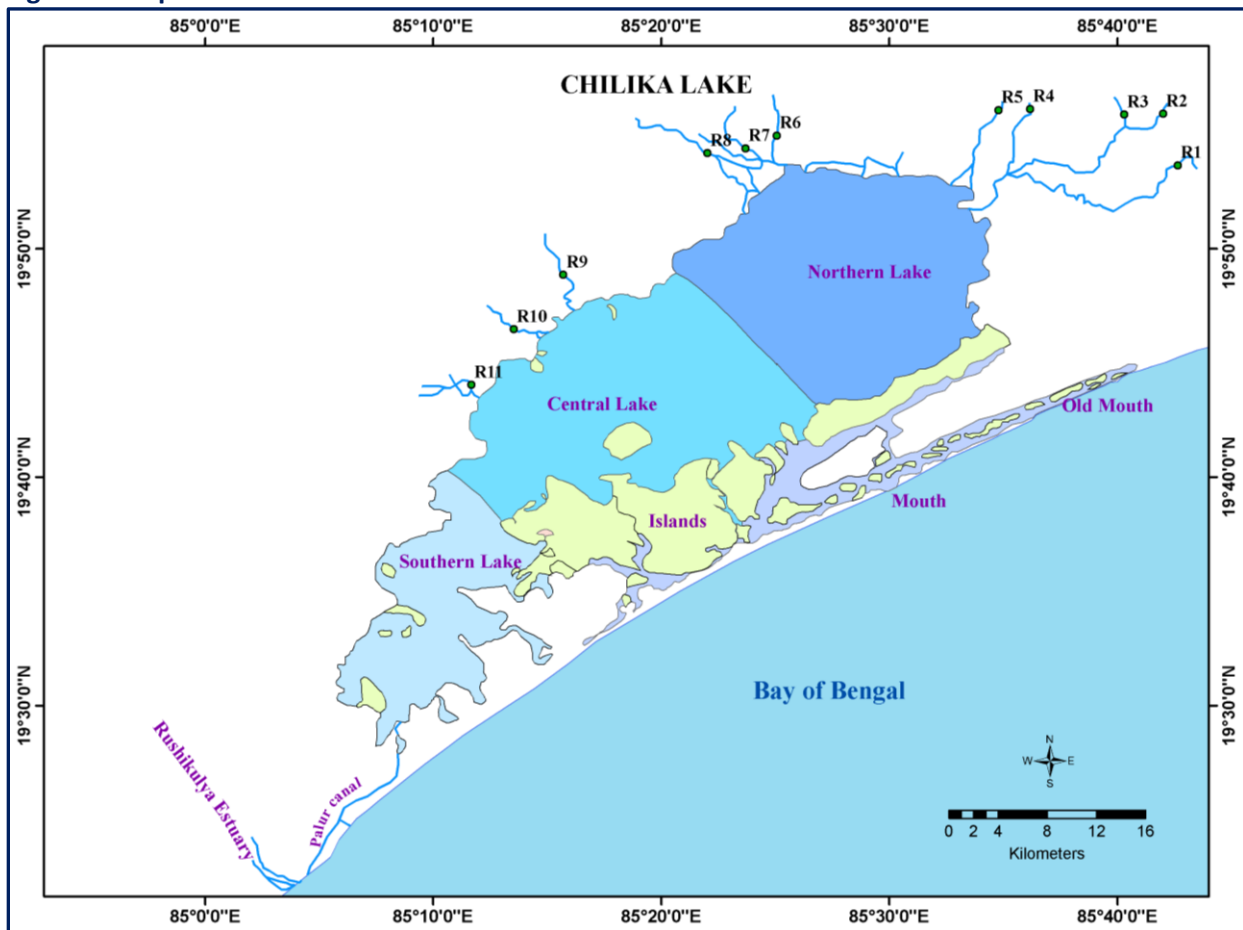 85°0'0"E 85°10'0"E 85°20'0"E 85°30'0"E 85°40'0"E
CHILIKA LAKE
R5 R4 R3 R2
R6
R7
R8
R1
19°50'0"N 19°50'0"N
R9
Northern Lake
R10
R11
Central Lake
Old Mouth
19°40'0"N 19°40'0"N
Mouth
Islands
Southern Lake
Bay of Bengal
19°30'0"N 19°30'0"N
Rushikulya Estuary
Palur canal
N
W E
S
0 2 4 8 12 16
Kilometers
85°0'0"E 85°10'0"E 85°20'0"E 85°30'0"E 85°40'0"E